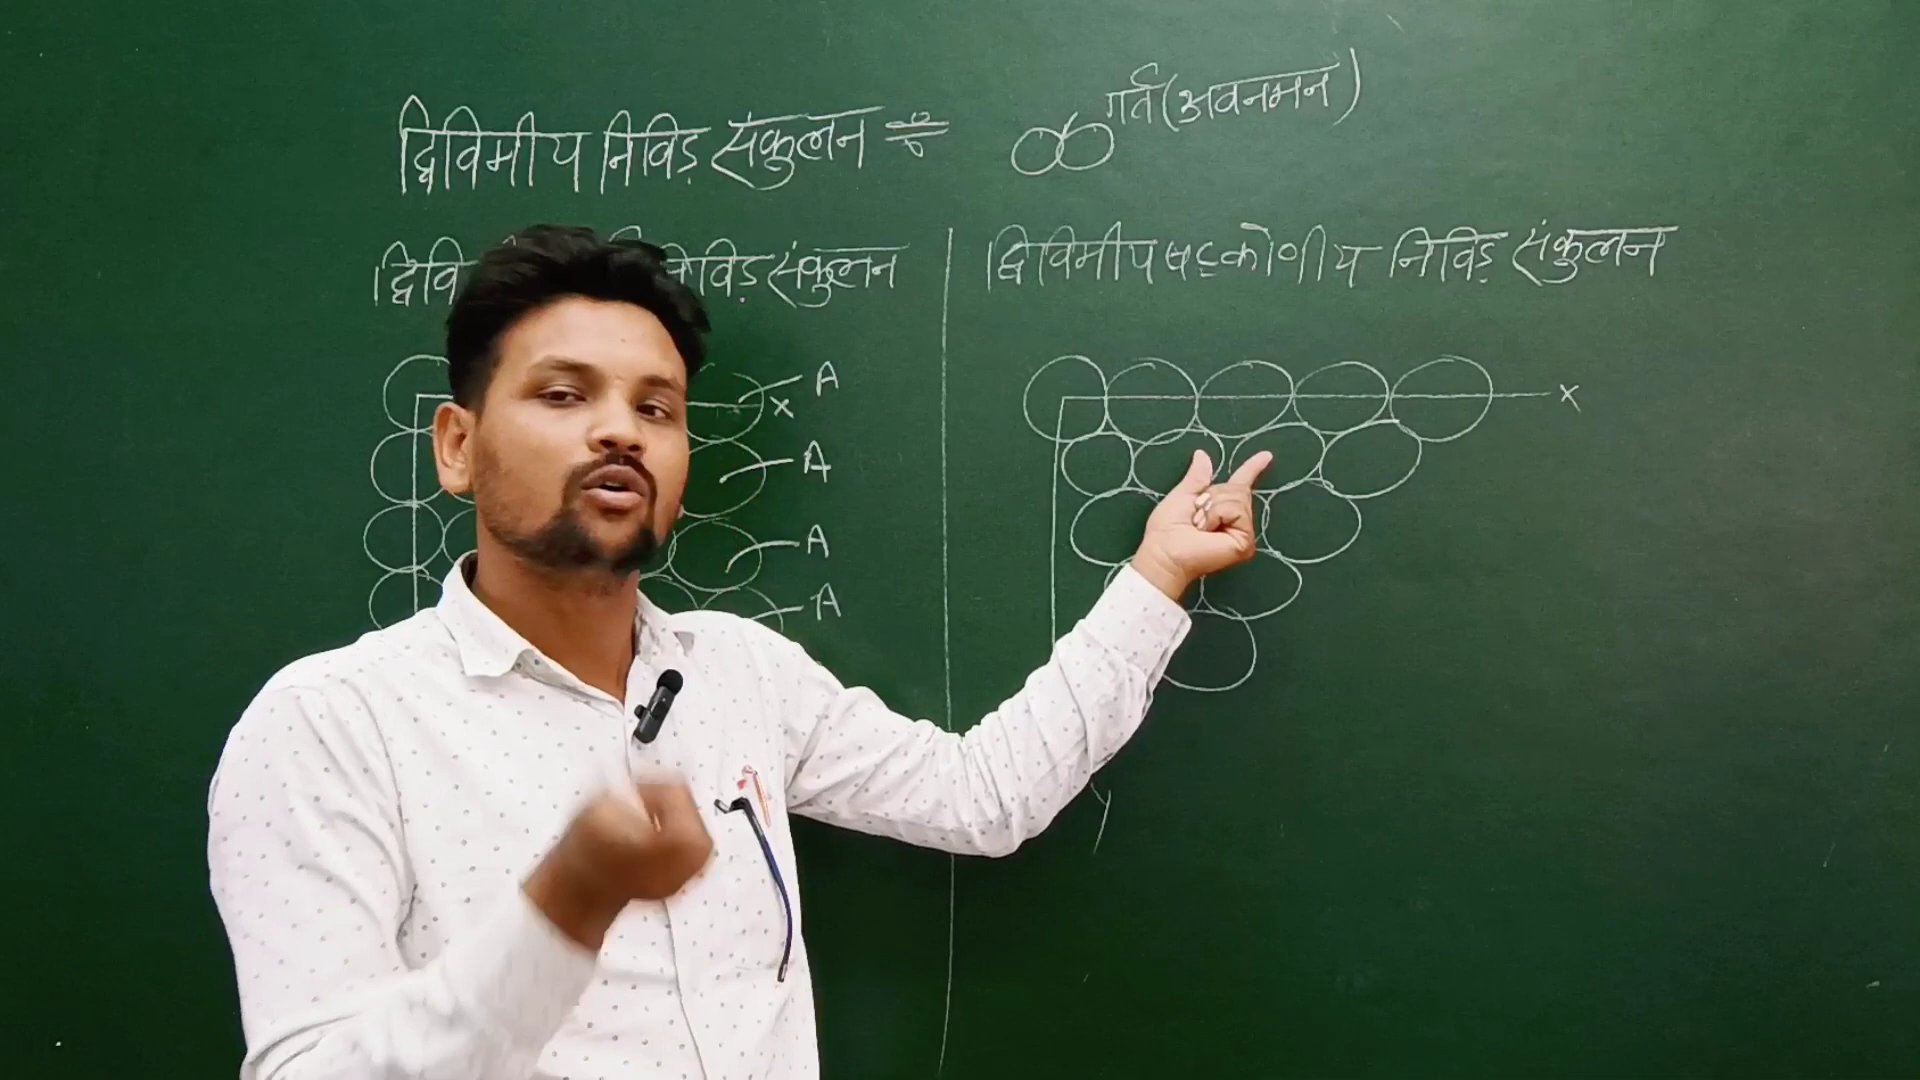 द्विविमीय निविड़ संकुलन ÷
गर्त (अवनमन)
द्विवि निविड़ संकुलन
द्विविमीय षट्कोणीय निविड़ संकुलन
A
X
A
A
A
X
y